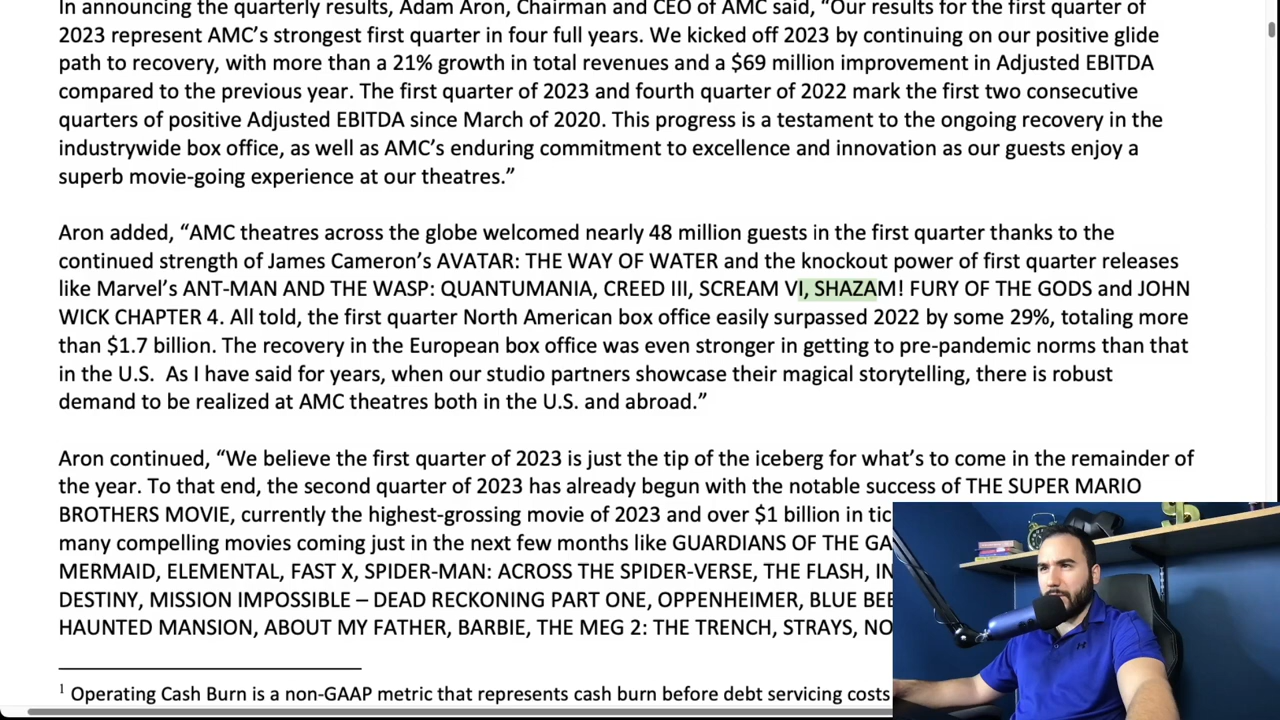 In announcing the quarterly results, Adam Aron, Chairman and CEO of AMC said, “Our results for the first quarter of
2023 represent AMC’s strongest first quarter in four full years. We kicked off 2023 by continuing on our positive glide
path to recovery, with more than a 21% growth in total revenues and a $69 million improvement in Adjusted EBITDA
compared to the previous year. The first quarter of 2023 and fourth quarter of 2022 mark the first two consecutive
quarters of positive Adjusted EBITDA since March of 2020. This progress is a testament to the ongoing recovery in the
industrywide box office, as well as AMC’s enduring commitment to excellence and innovation as our guests enjoy a
superb movie-going experience at our theatres.”
Aron added, “AMC theatres across the globe welcomed nearly 48 million guests in the first quarter thanks to the
continued strength of James Cameron’s AVATAR: THE WAY OF WATER and the knockout power of first quarter releases
like Marvel’s ANT-MAN AND THE WASP: QUANTUMANIA, CREED III, SCREAM VI, SHAZAM! FURY OF THE GODS and JOHN
WICK CHAPTER 4. All told, the first quarter North American box office easily surpassed 2022 by some 29%, totaling more
than $1.7 billion. The recovery in the European box office was even stronger in getting to pre-pandemic norms than that
in the U.S. As I have said for years, when our studio partners showcase their magical storytelling, there is robust
demand to be realized at AMC theatres both in the U.S. and abroad.”
Aron continued, “We believe the first quarter of 2023 is just the tip of the iceberg for what’s to come in the remainder of
the year. To that end, the second quarter of 2023 has already begun with the notable success of THE SUPER MARIO
BROTHERS MOVIE, currently the highest-grossing movie of 2023 and over $1 billion in tic
many compelling movies coming just in the next few months like GUARDIANS OF THE GA
MERMAID, ELEMENTAL, FAST X, SPIDER-MAN: ACROSS THE SPIDER-VERSE, THE FLASH, IN
DESTINY, MISSION IMPOSSIBLE – DEAD RECKONING PART ONE, OPPENHEIMER, BLUE BEE
HAUNTED MANSION, ABOUT MY FATHER, BARBIE, THE MEG 2: THE TRENCH, STRAYS, NO
1 Operating Cash Burn is a non-GAAP metric that represents cash burn before debt servicing costs